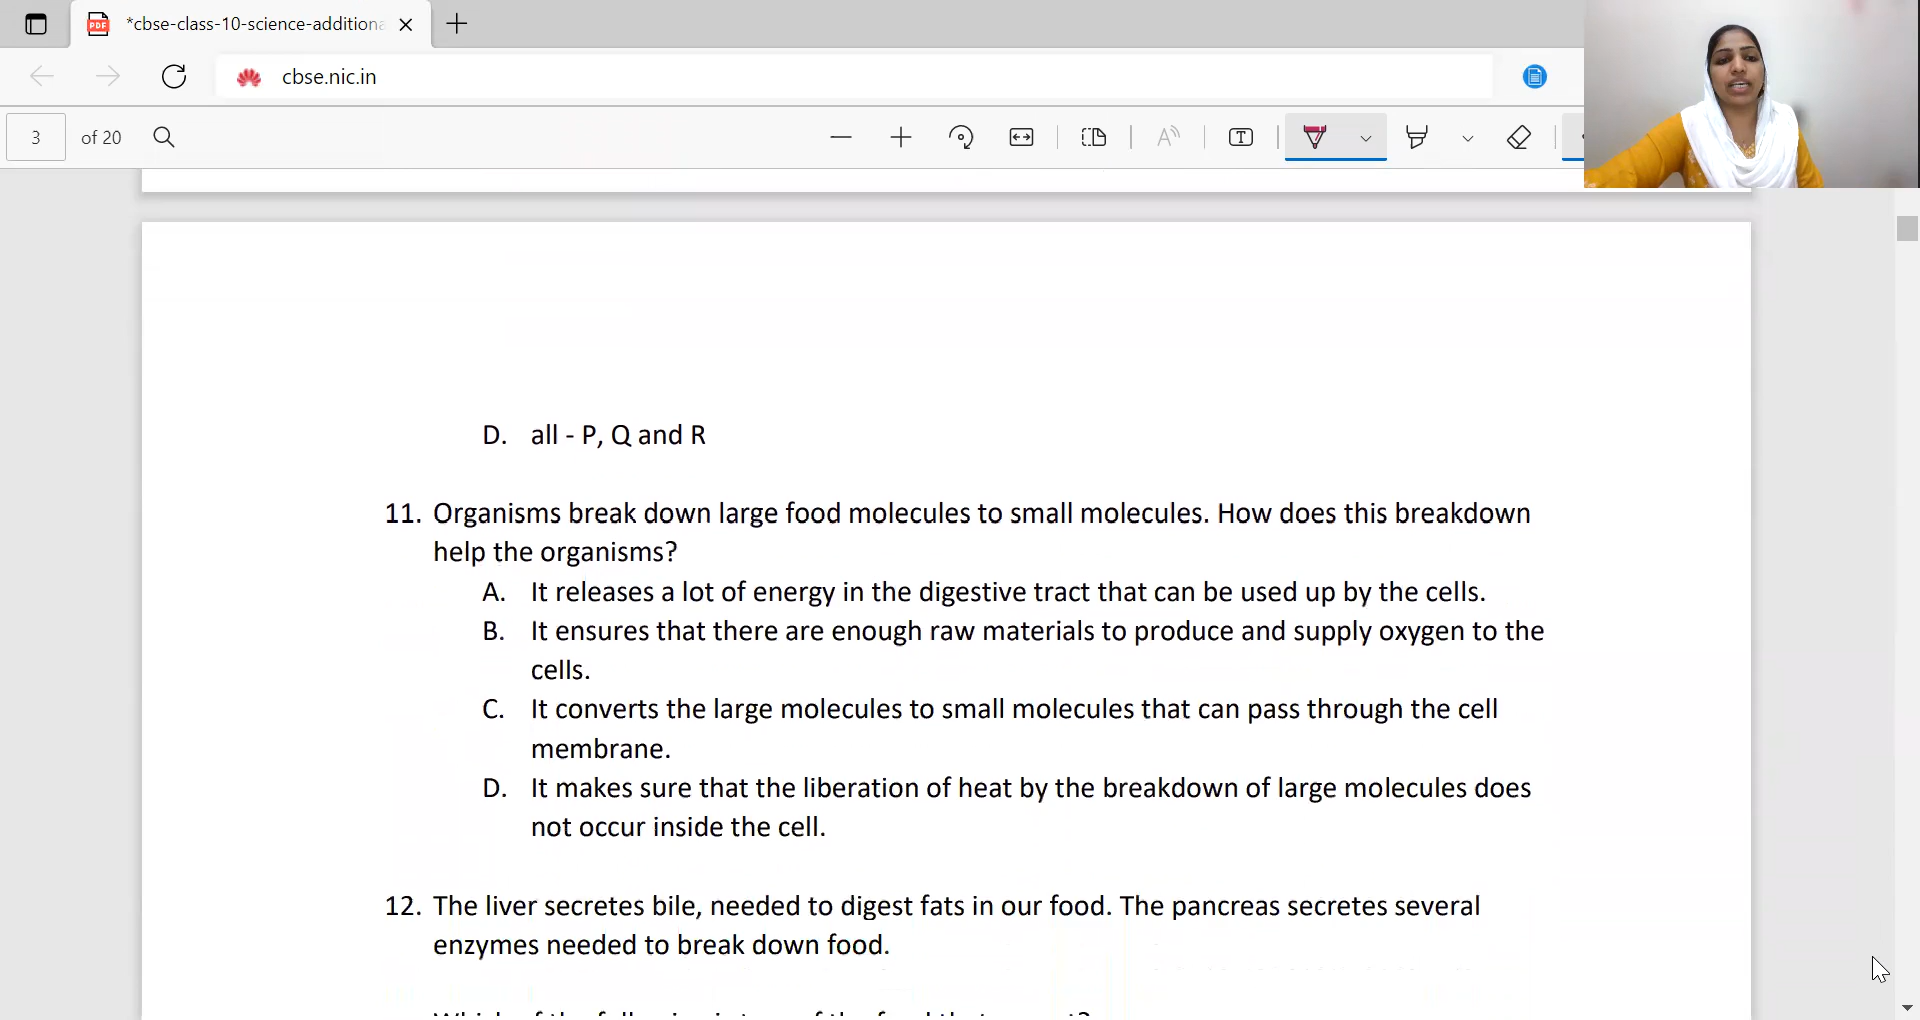 *cbse-class-10-science-additiona
cbse.nic.in
3 of 20
D. all - P, Q and R
11. Organisms break down large food molecules to small molecules. How does this breakdown
help the organisms?
A. It releases a lot of energy in the digestive tract that can be used up by the cells.
B. It ensures that there are enough raw materials to produce and supply oxygen to the
cells.
C. It converts the large molecules to small molecules that can pass through the cell
membrane.
D. It makes sure that the liberation of heat by the breakdown of large molecules does
not occur inside the cell.
12. The liver secretes bile, needed to digest fats in our food. The pancreas secretes several
enzymes needed to break down food.